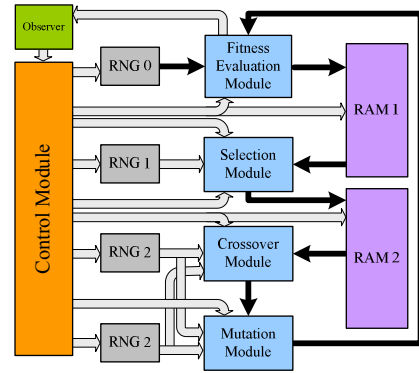 Observer
Control Module
RNG 0
Fitness
Evaluation
Module
RAM 1
RNG 1
Selection
Module
RNG 2
Crossover
Module
RAM 2
RNG 2
Mutation
Module